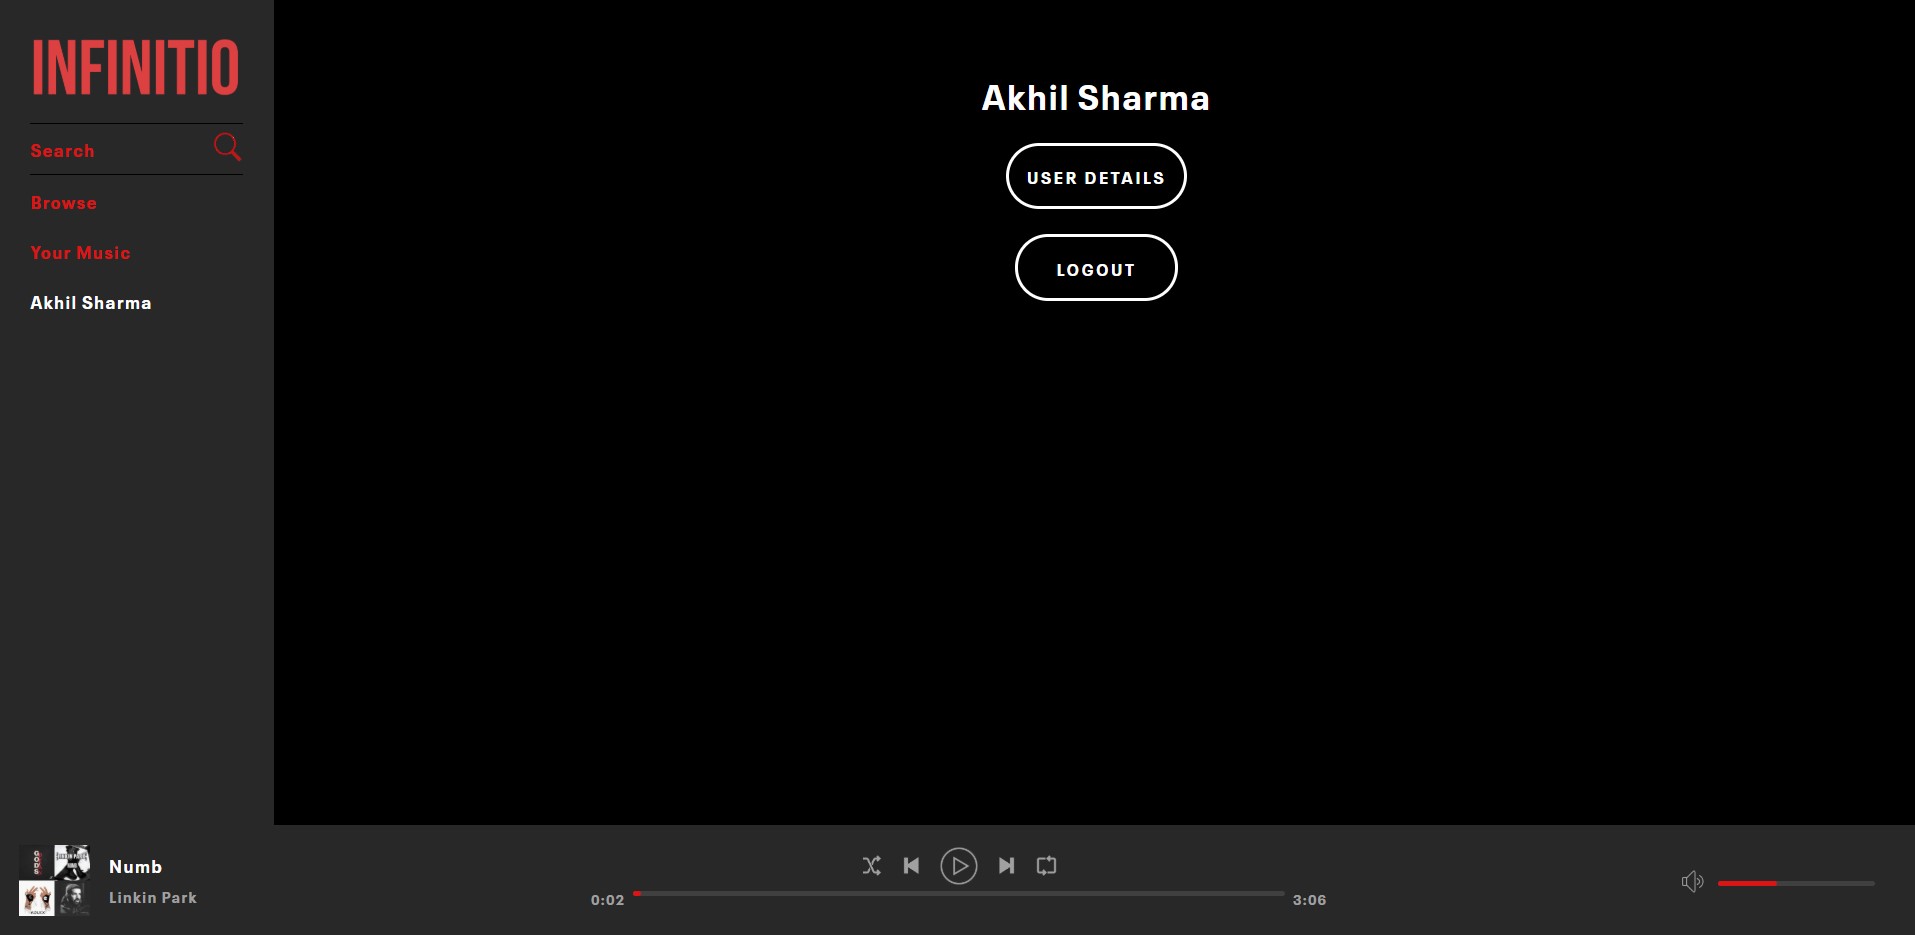 INFINITIO
Search
Browse
Your Music
Akhil Sharma
Akhil Sharma
USER DETAILS
LOGOUT
Numb
Linkin Park
0:02
3:06